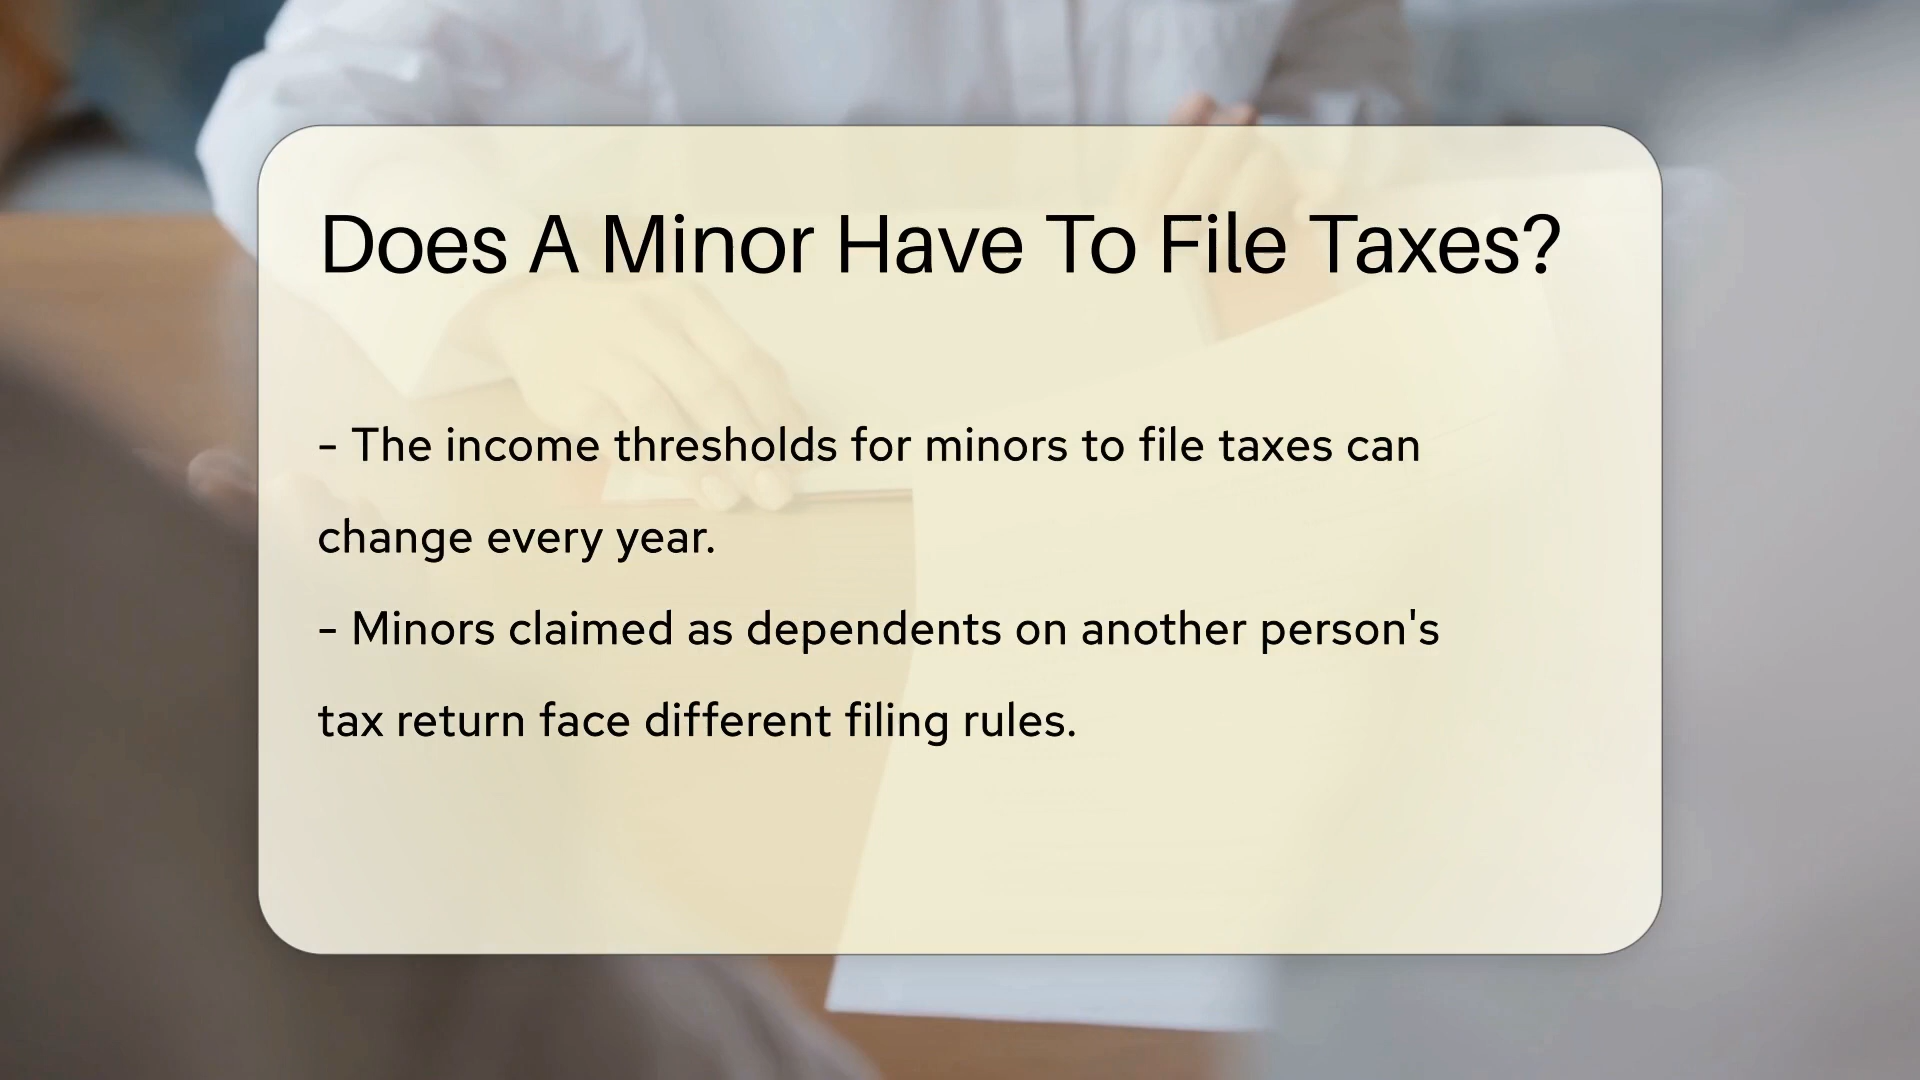 Does A Minor Have To File Taxes?
- The income thresholds for minors to file taxes can
change every year.
- Minors claimed as dependents on another person's
tax return face different filing rules.